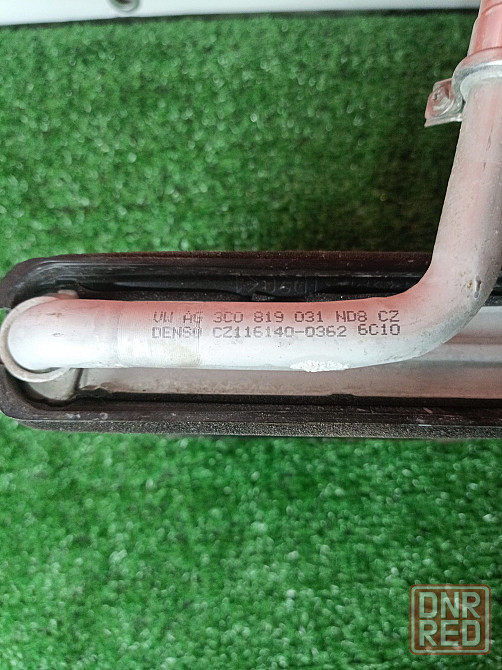 VW AG 3C0 819 031 ND8 CZ
DENSO CZ116140-0362 6C10
DNR
RED